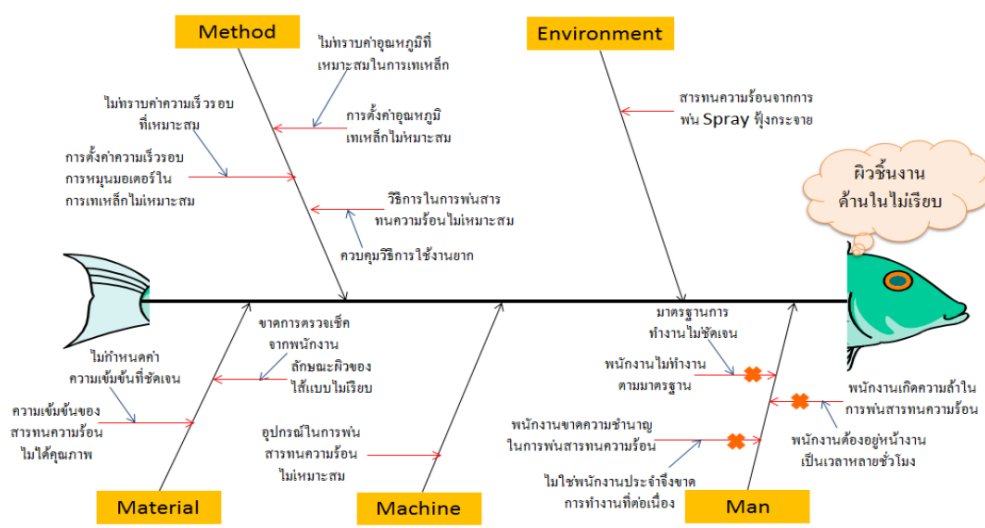 Method
Environment
ไม่ทราบค่าอุณหภูมิที่
เหมาะสมในการเทเหล็ก
ไม่ทราบค่าความเร็วรอบ
ที่เหมาะสม
การตั้งค่าอุณหภูมิ
เทเหล็กไม่เหมาะสม
การตั้งค่าความเร็วรอบ
การหมุนมอเตอร์ใน
การเทเหล็กไม่เหมาะสม
วิธีการในการพ่นสาร
ทนความร้อนไม่เหมาะสม
ควบคุมวิธีการใช้งานยาก
สารทนความร้อนจากการ
พ่น Spray ฟุ้งกระจาย
ผิวชิ้นงาน
ด้านในไม่เรียบ
ขาดการตรวจเช็ค
จากพนักงาน
ลักษณะผิวของ
ไส้แบบไม่เรียบ
ไม่กำหนดค่า
ความเข้มข้นที่ชัดเจน
ความเข้มข้นของ
สารทนความร้อน
ไม่ได้คุณภาพ
อุปกรณ์ในการพ่น
สารทนความร้อน
ไม่เหมาะสม
มาตรฐานการ
ทำงานไม่ชัดเจน
พนักงานไม่ทำงาน
ตามมาตรฐาน
พนักงานเกิดความล้าใน
การพ่นสารทนความร้อน
พนักงานขาดความชำนาญ
ในการพ่นสารทนความร้อน
พนักงานต้องอยู่หน้างาน
เป็นเวลาหลายชั่วโมง
ไม่ใช่พนักงานประจำจึงขาด
การทำงานที่ต่อเนื่อง
Material
Machine
Man